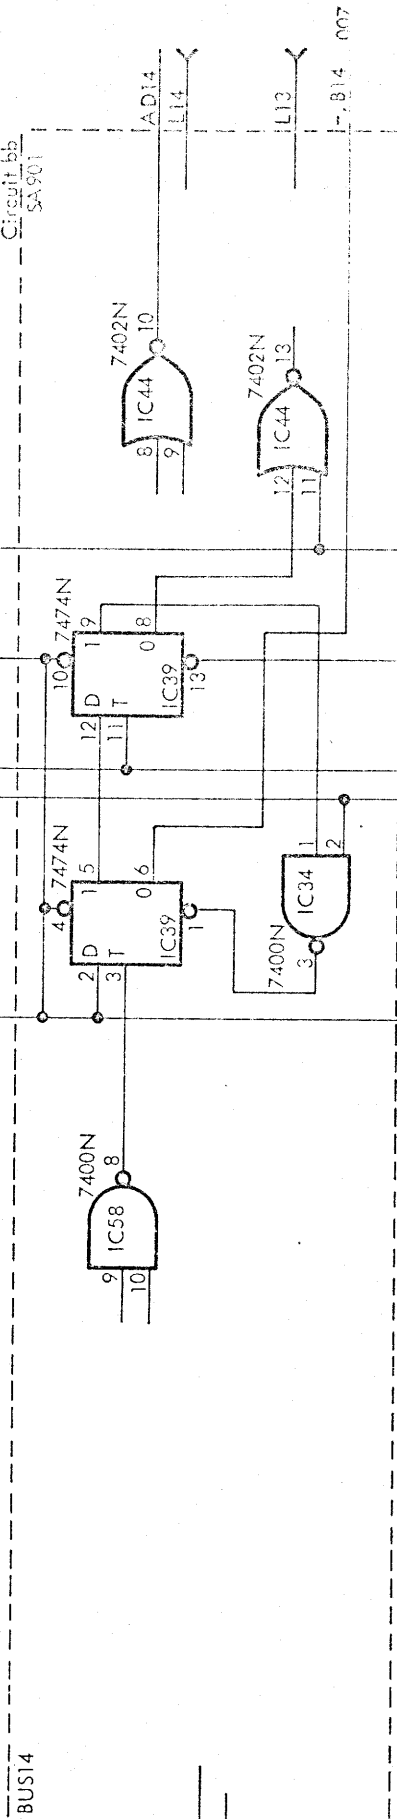 Circuit bb
SA901
AD14
L14
L13
-,B14
007
7402N
10
IC44
8
9
7402N
13
IC44
12
11
7474N
1 9
0 8
10
D
T
IC39
12
11
13
7474N
1 5
0 6
4
D
T
IC39
2
3
1
1
2
IC34
7400N
3
7400N
8
IC58
9
10
BUS14